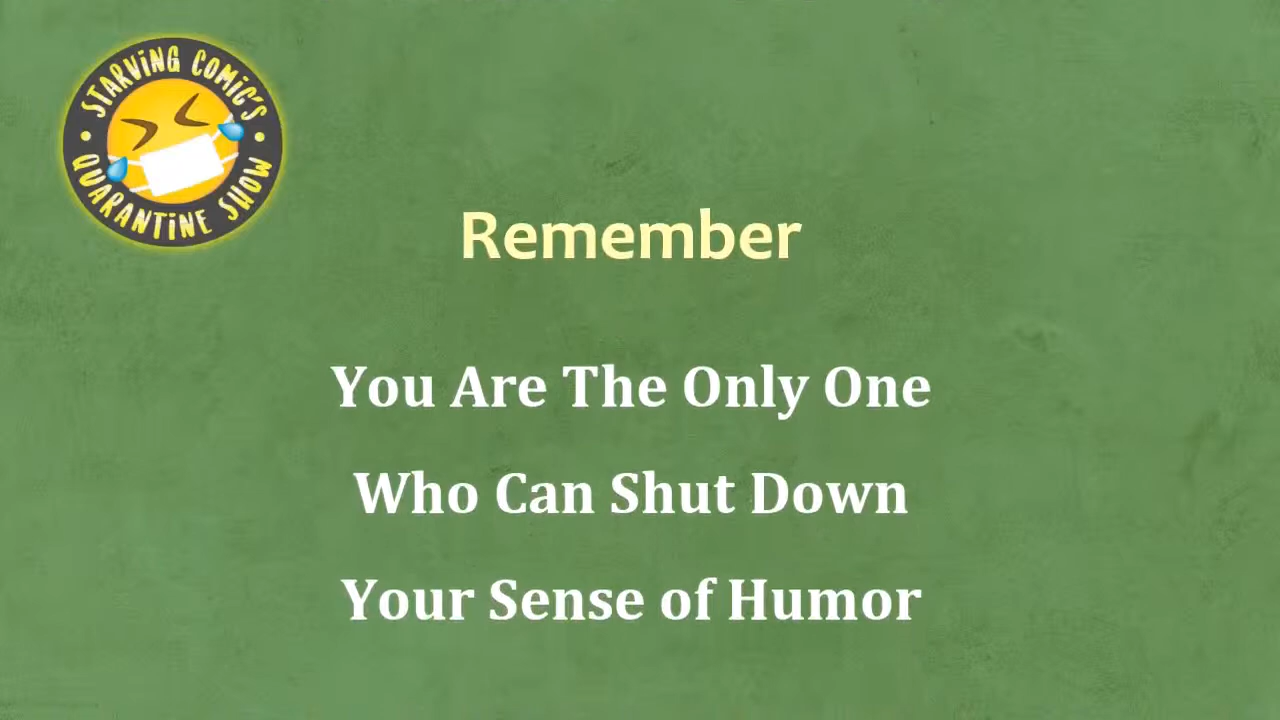 STARViNG COMiC'S
QUARANTiNE SHOW
Remember
You Are The Only One
Who Can Shut Down
Your Sense of Humor